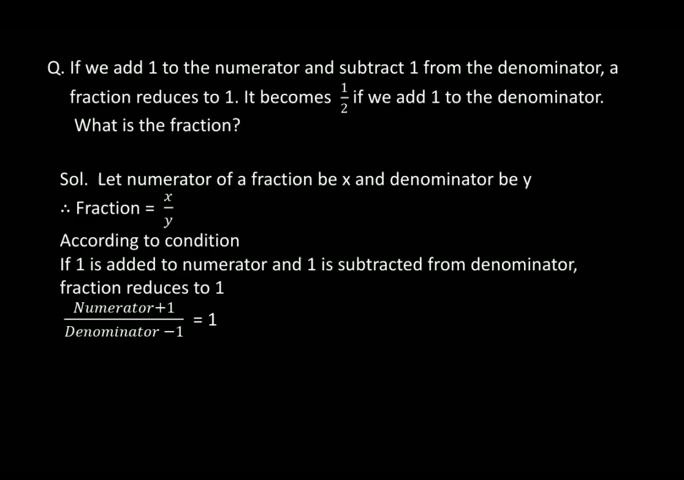 Q. If we add 1 to the numerator and subtract 1 from the denominator, a
fraction reduces to 1. It becomes 1/2 if we add 1 to the denominator.
What is the fraction?
Sol. Let numerator of a fraction be x and denominator be y
∴ Fraction = x/y
According to condition
If 1 is added to numerator and 1 is subtracted from denominator,
fraction reduces to 1
Numerator+1 / Denominator −1 = 1